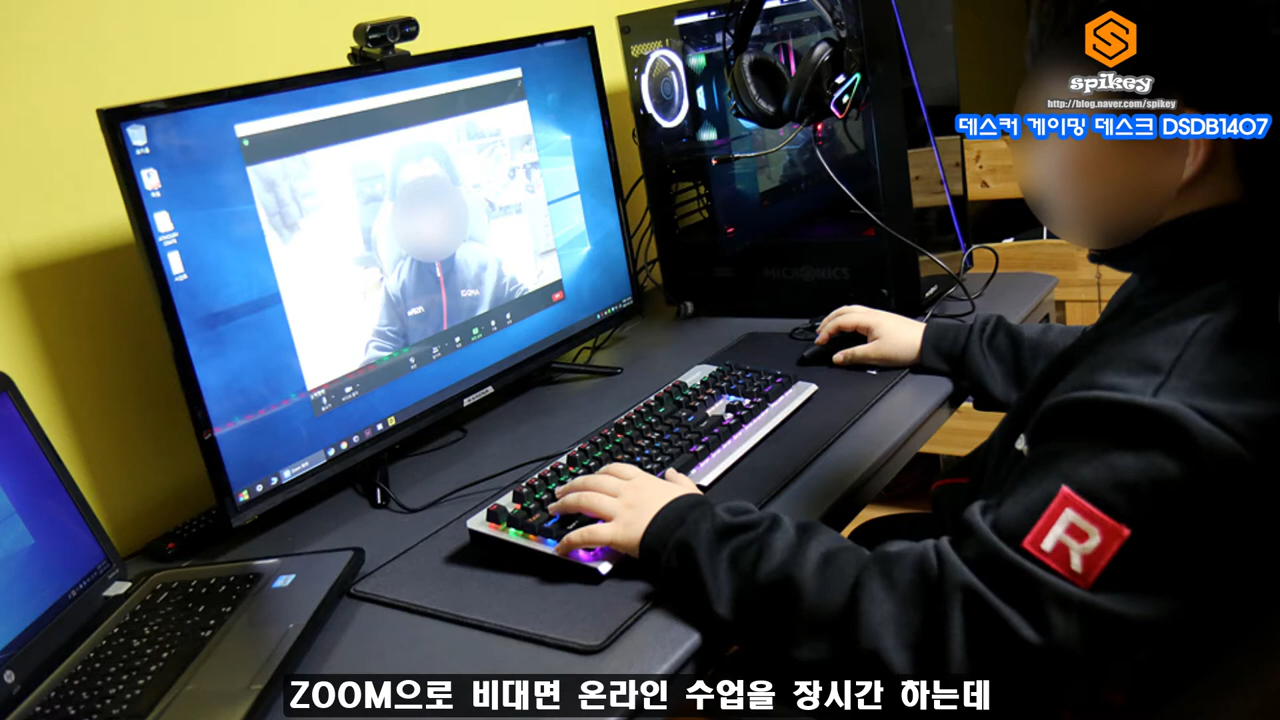 spikey
http://blog.naver.com/spikey
데스커 게이밍 데스크 DSDB1407
MICRONICS
R
ZOOM으로 비대면 온라인 수업을 장시간 하는데